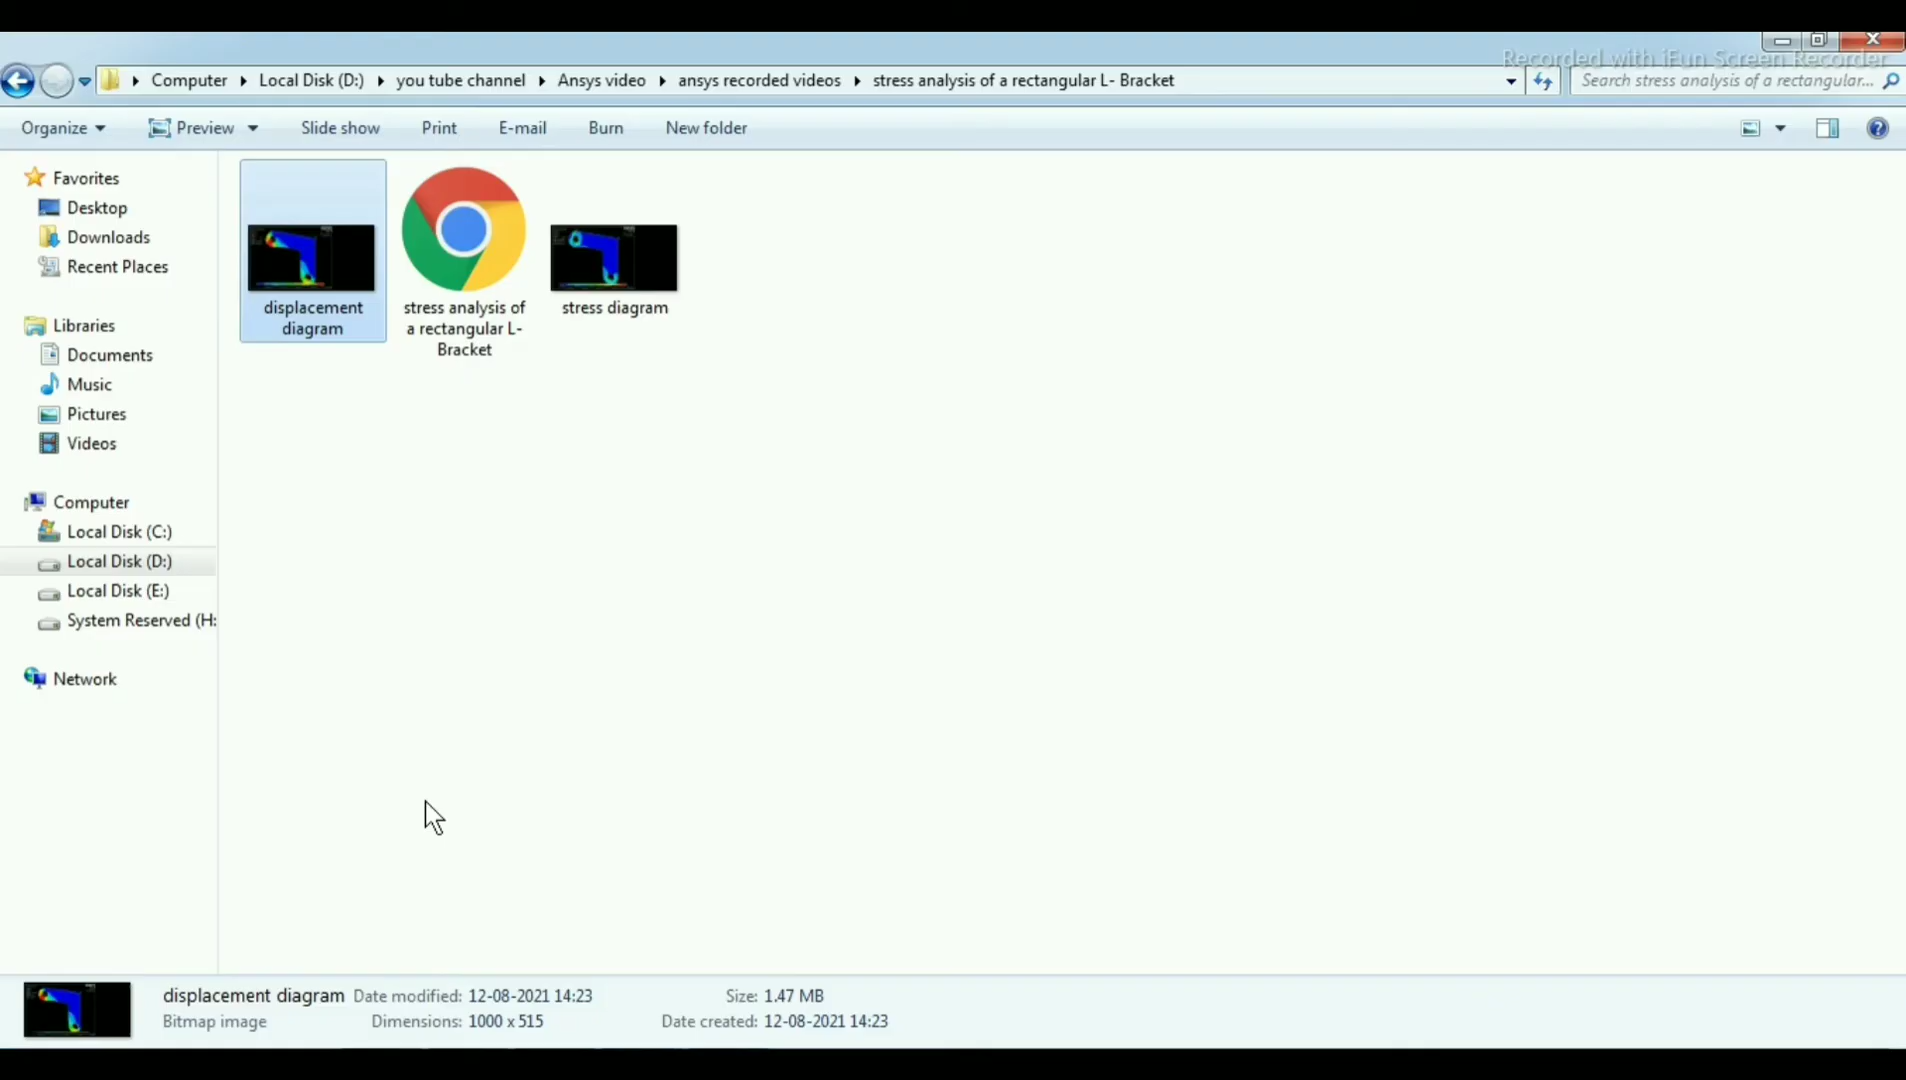 Recorded with iFun Screen Recorder
Computer Local Disk (D:) you tube channel Ansys video ansys recorded videos stress analysis of a rectangular L- Bracket
Search stress analysis of a rectangular...
Organize Preview Slide show Print E-mail Burn New folder
Favorites
Desktop
Downloads
Recent Places
Libraries
Documents
Music
Pictures
Videos
Computer
Local Disk (C:)
Local Disk (D:)
Local Disk (E:)
System Reserved (H:
Network
displacement
diagram
stress analysis of
a rectangular L-
Bracket
stress diagram
displacement diagram Date modified: 12-08-2021 14:23 Size: 1.47 MB
Bitmap image Dimensions: 1000 x 515 Date created: 12-08-2021 14:23